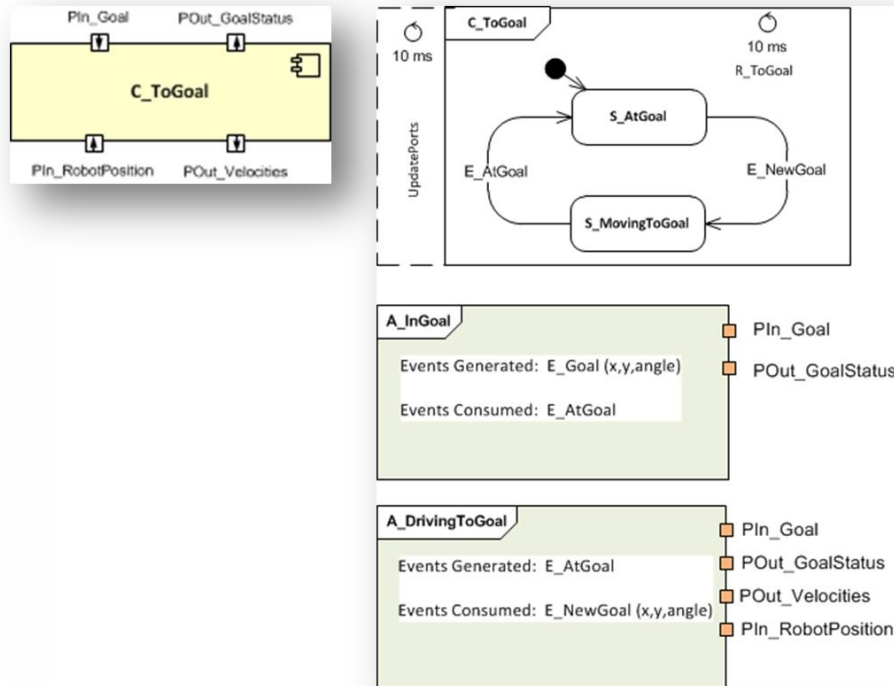 PIn_Goal
POut_GoalStatus
C_ToGoal
PIn_RobotPosition
POut_Velocities
10 ms
UpdatePorts
C_ToGoal
10 ms
R_ToGoal
S_AtGoal
E_AtGoal
E_NewGoal
S_MovingToGoal
A_InGoal
Events Generated: E_Goal (x,y,angle)
Events Consumed: E_AtGoal
PIn_Goal
POut_GoalStatus
A_DrivingToGoal
Events Generated: E_AtGoal
Events Consumed: E_NewGoal (x,y,angle)
PIn_Goal
POut_GoalStatus
POut_Velocities
PIn_RobotPosition